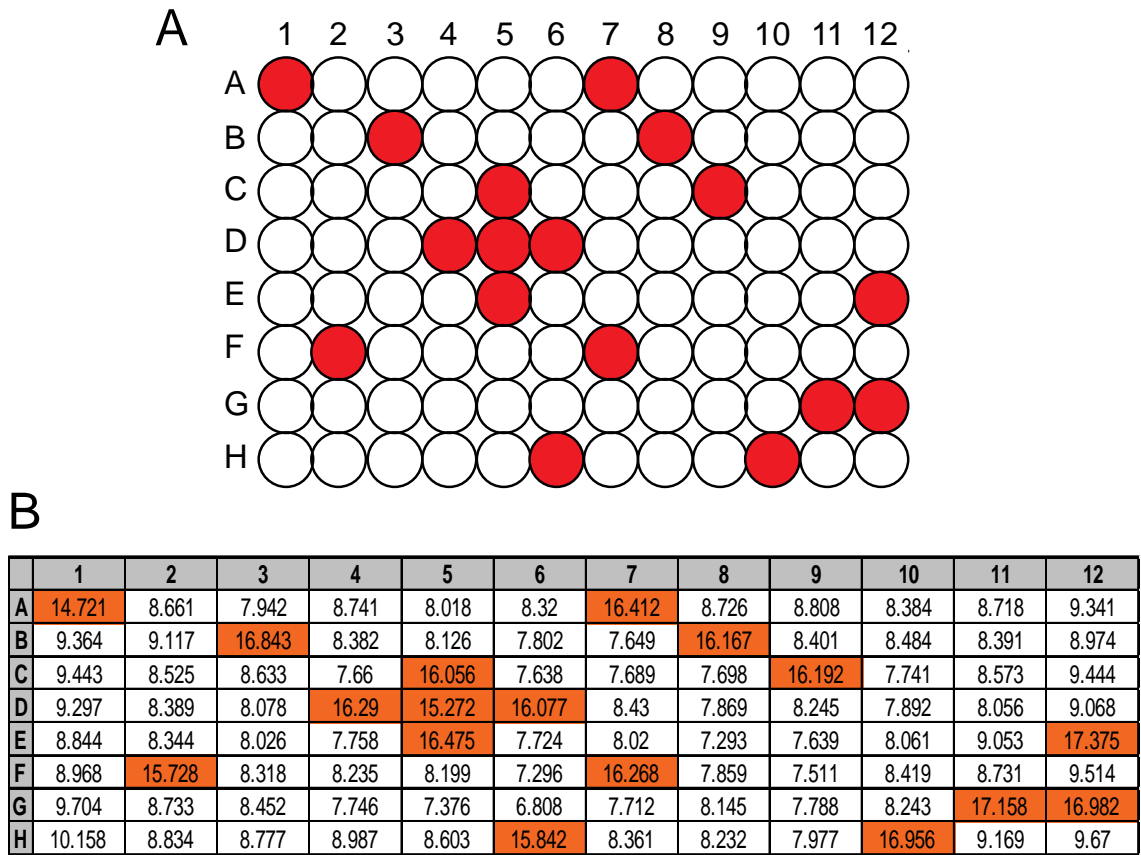 A
1 2 3 4 5 6 7 8 9 10 11 12
A
B
C
D
E
F
G
H
B
1 2 3 4 5 6 7 8 9 10 11 12
A 14.721 8.661 7.942 8.741 8.018 8.32 16.412 8.726 8.808 8.384 8.718 9.341
B 9.364 9.117 16.843 8.382 8.126 7.802 7.649 16.167 8.401 8.484 8.391 8.974
C 9.443 8.525 8.633 7.66 16.056 7.638 7.689 7.698 16.192 7.741 8.573 9.444
D 9.297 8.389 8.078 16.29 15.272 16.077 8.43 7.869 8.245 7.892 8.056 9.068
E 8.844 8.344 8.026 7.758 16.475 7.724 8.02 7.293 7.639 8.061 9.053 17.375
F 8.968 15.728 8.318 8.235 8.199 7.296 16.268 7.859 7.511 8.419 8.731 9.514
G 9.704 8.733 8.452 7.746 7.376 6.808 7.712 8.145 7.788 8.243 17.158 16.982
H 10.158 8.834 8.777 8.987 8.603 15.842 8.361 8.232 7.977 16.956 9.169 9.67